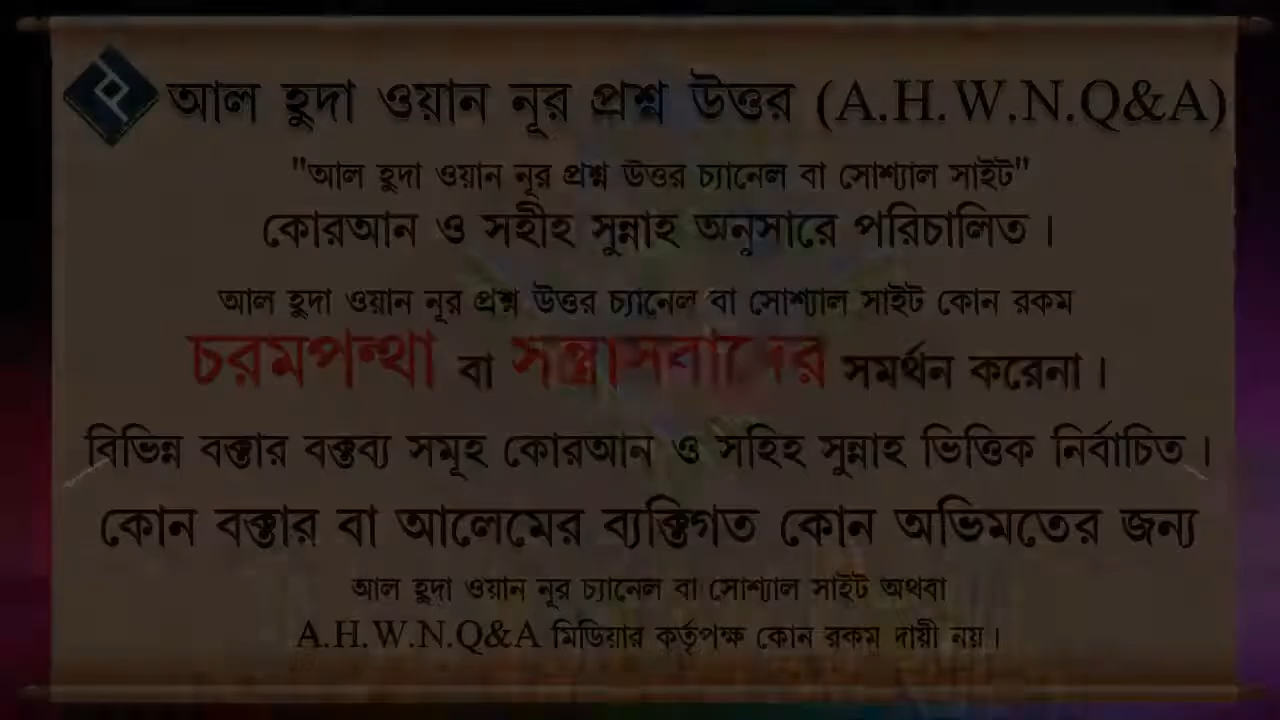 আল হুদা ওয়ান নূর প্রশ্ন উত্তর (A.H.W.N.Q&A)
"আল হুদা ওয়ান নূর প্রশ্ন উত্তর চ্যানেল বা সোশ্যাল সাইট"
কোরআন ও সহীহ সুন্নাহ অনুসারে পরিচালিত ।
আল হুদা ওয়ান নূর প্রশ্ন উত্তর চ্যানেল বা সোশ্যাল সাইট কোন রকম
চরমপন্থা বা সন্ত্রাসবাদের সমর্থন করেনা ।
বিভিন্ন বক্তার বক্তব্য সমূহ কোরআন ও সহিহ সুন্নাহ ভিত্তিক নির্বাচিত ।
কোন বক্তার বা আলেমের ব্যক্তিগত কোন অভিমতের জন্য
আল হুদা ওয়ান নূর চ্যানেল বা সোশ্যাল সাইট অথবা
A.H.W.N.Q&A মিডিয়ার কর্তৃপক্ষ কোন রকম দায়ী নয় ।